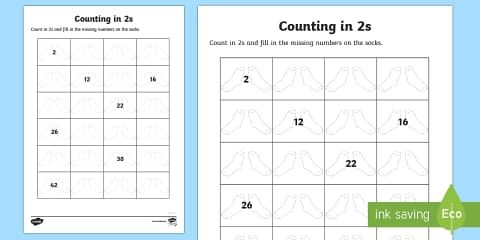 Counting in 2s
Count in 2s and fill in the missing numbers on the socks.
2
12 16
22
26
38
42
Counting in 2s
Count in 2s and fill in the missing numbers on the socks.
2
12 16
22
26
ink saving Eco